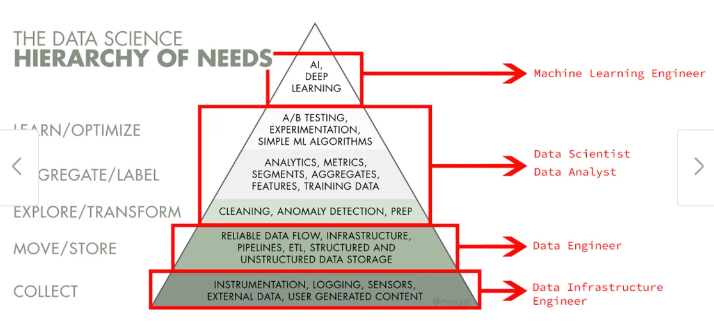 THE DATA SCIENCE
HIERARCHY OF NEEDS
AI,
DEEP
LEARNING
Machine Learning Engineer
LEARN/OPTIMIZE
A/B TESTING,
EXPERIMENTATION,
SIMPLE ML ALGORITHMS
AGGREGATE/LABEL
ANALYTICS, METRICS,
SEGMENTS, AGGREGATES,
FEATURES, TRAINING DATA
Data Scientist
Data Analyst
EXPLORE/TRANSFORM
CLEANING, ANOMALY DETECTION, PREP
MOVE/STORE
RELIABLE DATA FLOW, INFRASTRUCTURE,
PIPELINES, ETL, STRUCTURED AND
UNSTRUCTURED DATA STORAGE
Data Engineer
COLLECT
INSTRUMENTATION, LOGGING, SENSORS,
EXTERNAL DATA, USER GENERATED CONTENT
Data Infrastructure
Engineer